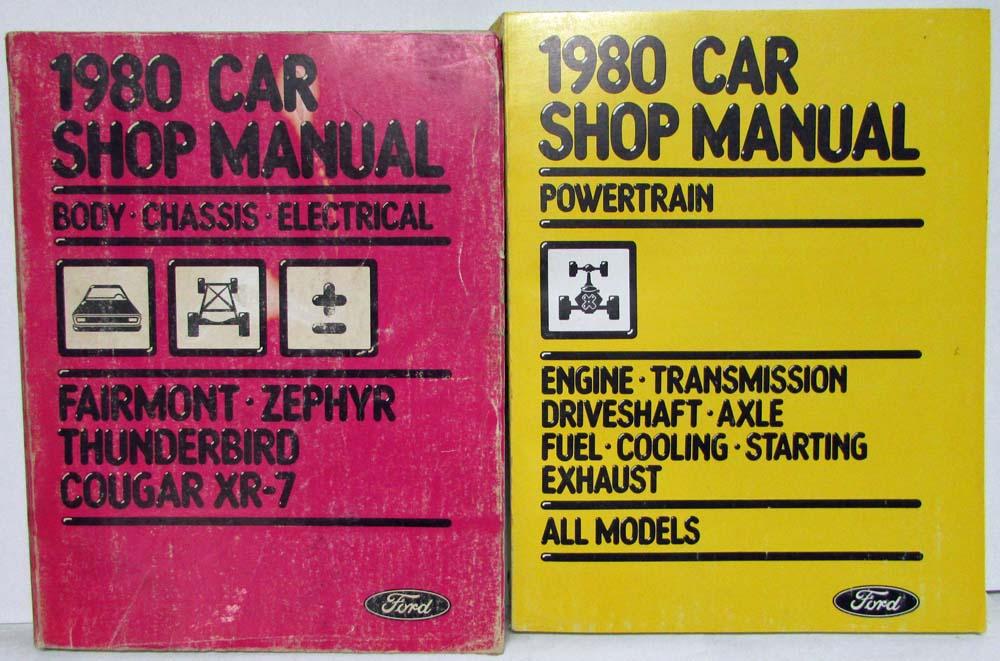 1980 CAR
SHOP MANUAL
BODY · CHASSIS · ELECTRICAL
FAIRMONT · ZEPHYR
THUNDERBIRD
COUGAR XR-7
Ford
1980 CAR
SHOP MANUAL
POWERTRAIN
ENGINE · TRANSMISSION
DRIVESHAFT · AXLE
FUEL · COOLING · STARTING
EXHAUST
ALL MODELS
Ford